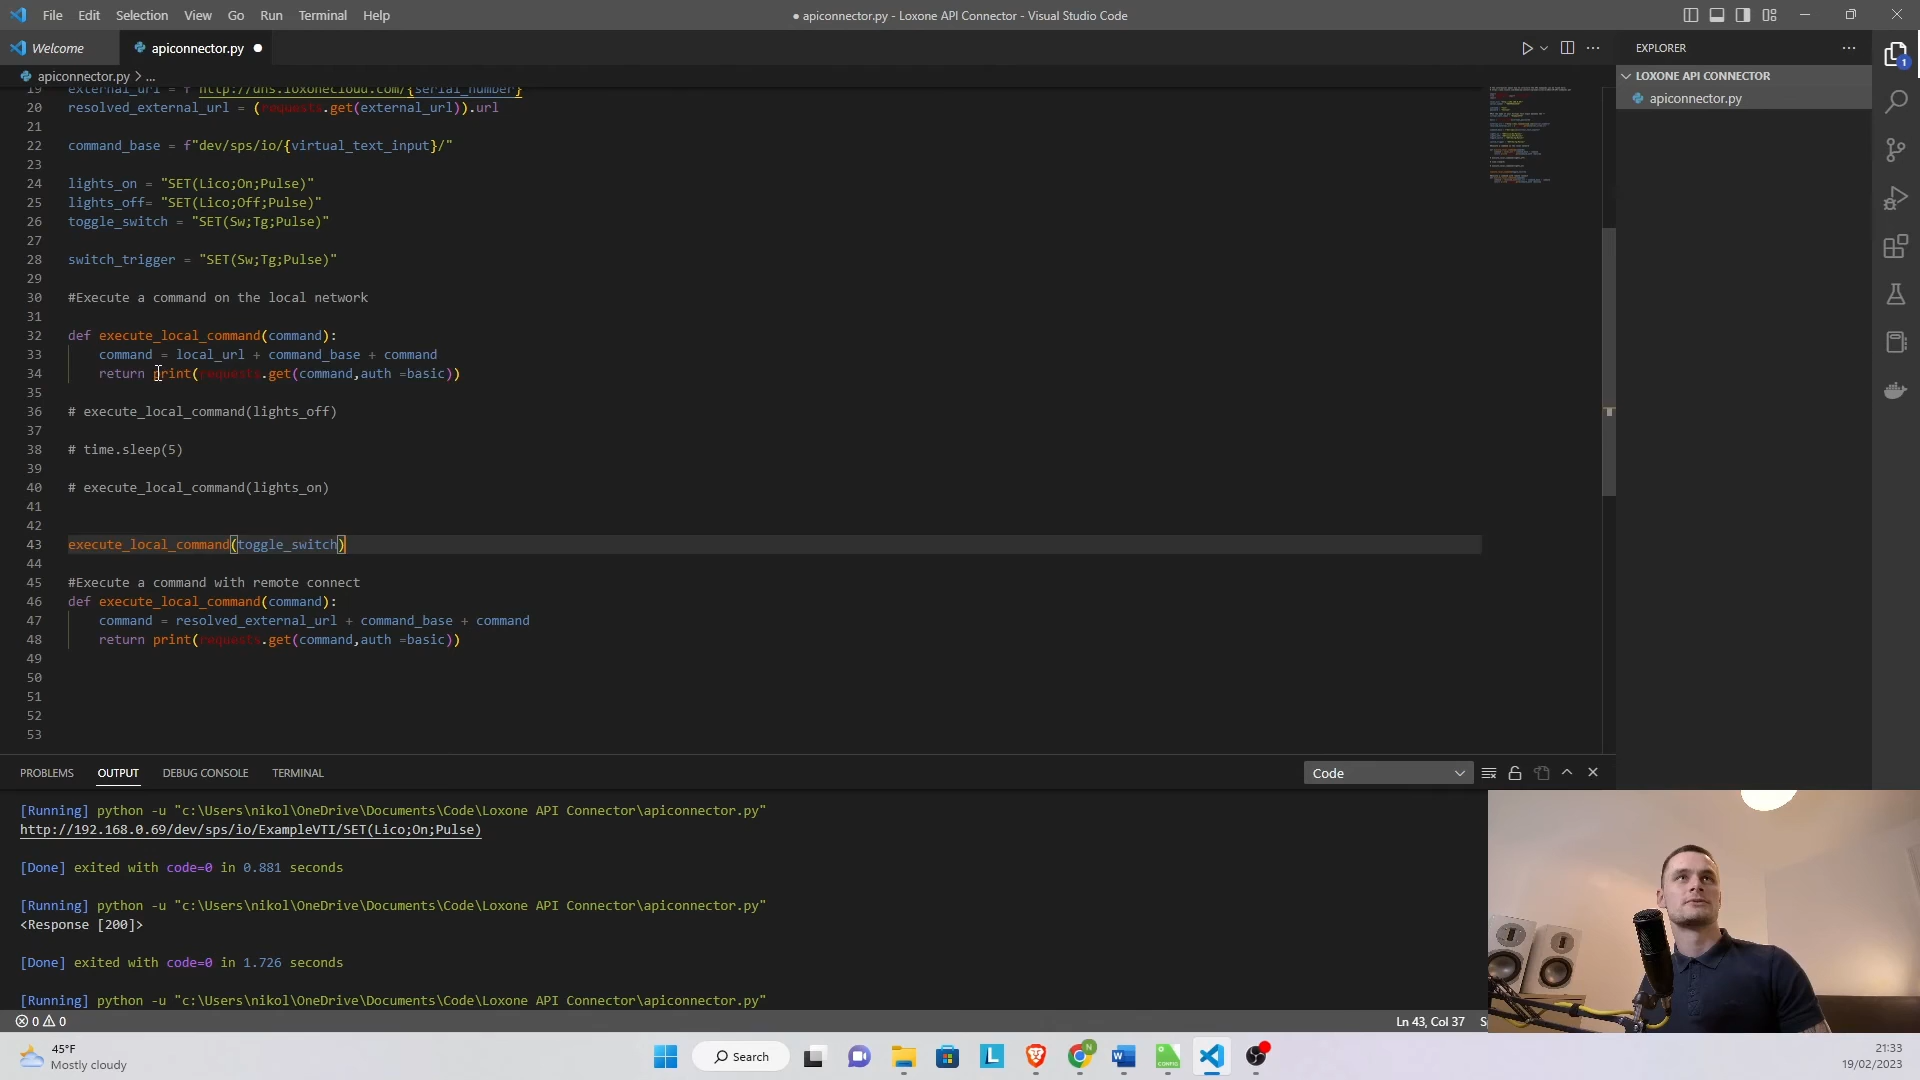 File Edit Selection View Go Run Terminal Help
● apiconnector.py - Loxone API Connector - Visual Studio Code
Welcome
apiconnector.py
EXPLORER
apiconnector.py > ...
LOXONE API CONNECTOR
apiconnector.py
19 external_url = f"http://dns.loxonecloud.com/{serial_number}
20 resolved_external_url = (requests.get(external_url)).url
21
22 command_base = f"dev/sps/io/{virtual_text_input}/"
23
24 lights_on = "SET(Lico;On;Pulse)"
25 lights_off= "SET(Lico;Off;Pulse)"
26 toggle_switch = "SET(Sw;Tg;Pulse)"
27
28 switch_trigger = "SET(Sw;Tg;Pulse)"
29
30 #Execute a command on the local network
31
32 def execute_local_command(command):
33 command = local_url + command_base + command
34 return print(requests.get(command,auth =basic))
35
36 # execute_local_command(lights_off)
37
38 # time.sleep(5)
39
40 # execute_local_command(lights_on)
41
42
43 execute_local_command(toggle_switch)
44
45 #Execute a command with remote connect
46 def execute_local_command(command):
47 command = resolved_external_url + command_base + command
48 return print(requests.get(command,auth =basic))
49
50
51
52
53
PROBLEMS OUTPUT DEBUG CONSOLE TERMINAL
Code
[Running] python -u "c:\Users\nikol\OneDrive\Documents\Code\Loxone API Connector\apiconnector.py"
http://192.168.0.69/dev/sps/io/ExampleVTI/SET(Lico;On;Pulse)
[Done] exited with code=0 in 0.881 seconds
[Running] python -u "c:\Users\nikol\OneDrive\Documents\Code\Loxone API Connector\apiconnector.py"
<Response [200]>
[Done] exited with code=0 in 1.726 seconds
[Running] python -u "c:\Users\nikol\OneDrive\Documents\Code\Loxone API Connector\apiconnector.py"
0 0
Ln 43, Col 37
45°F
Mostly cloudy
Search
21:33
19/02/2023